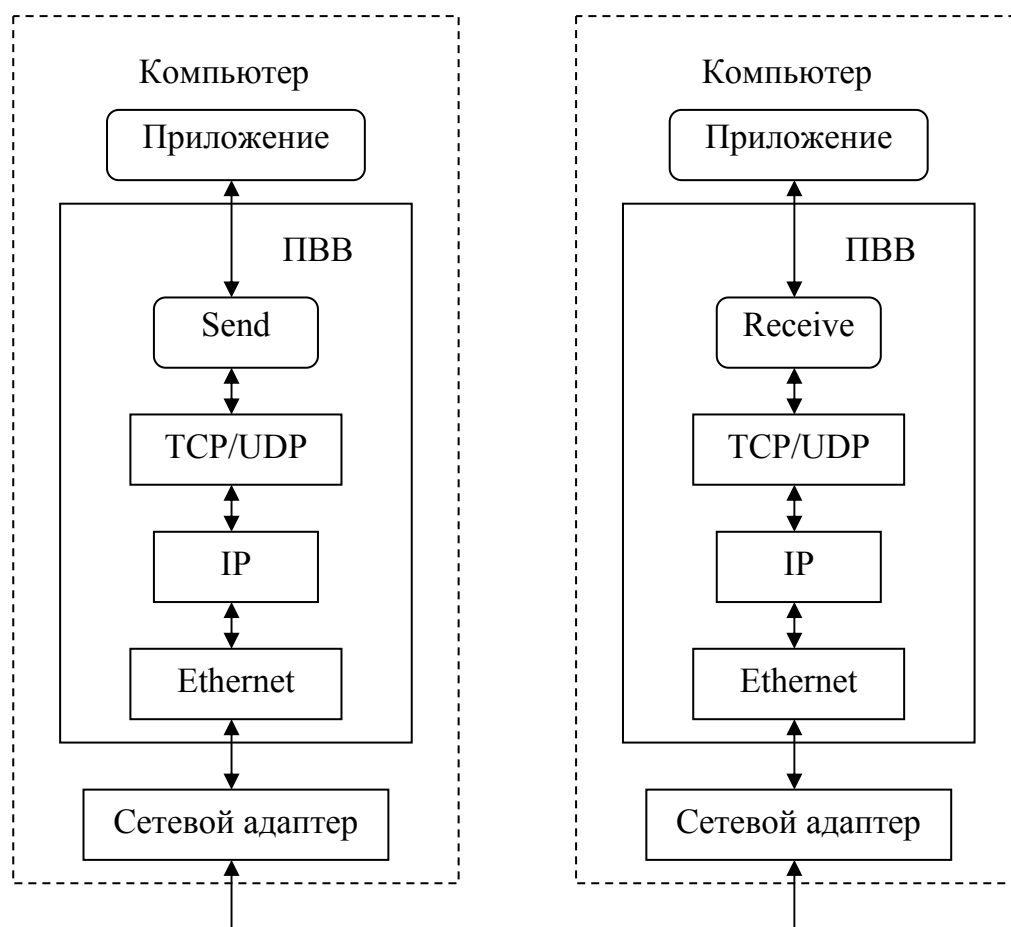 Компьютер
Приложение
ПВВ
Send
TCP/UDP
IP
Ethernet
Сетевой адаптер
Компьютер
Приложение
ПВВ
Receive
TCP/UDP
IP
Ethernet
Сетевой адаптер